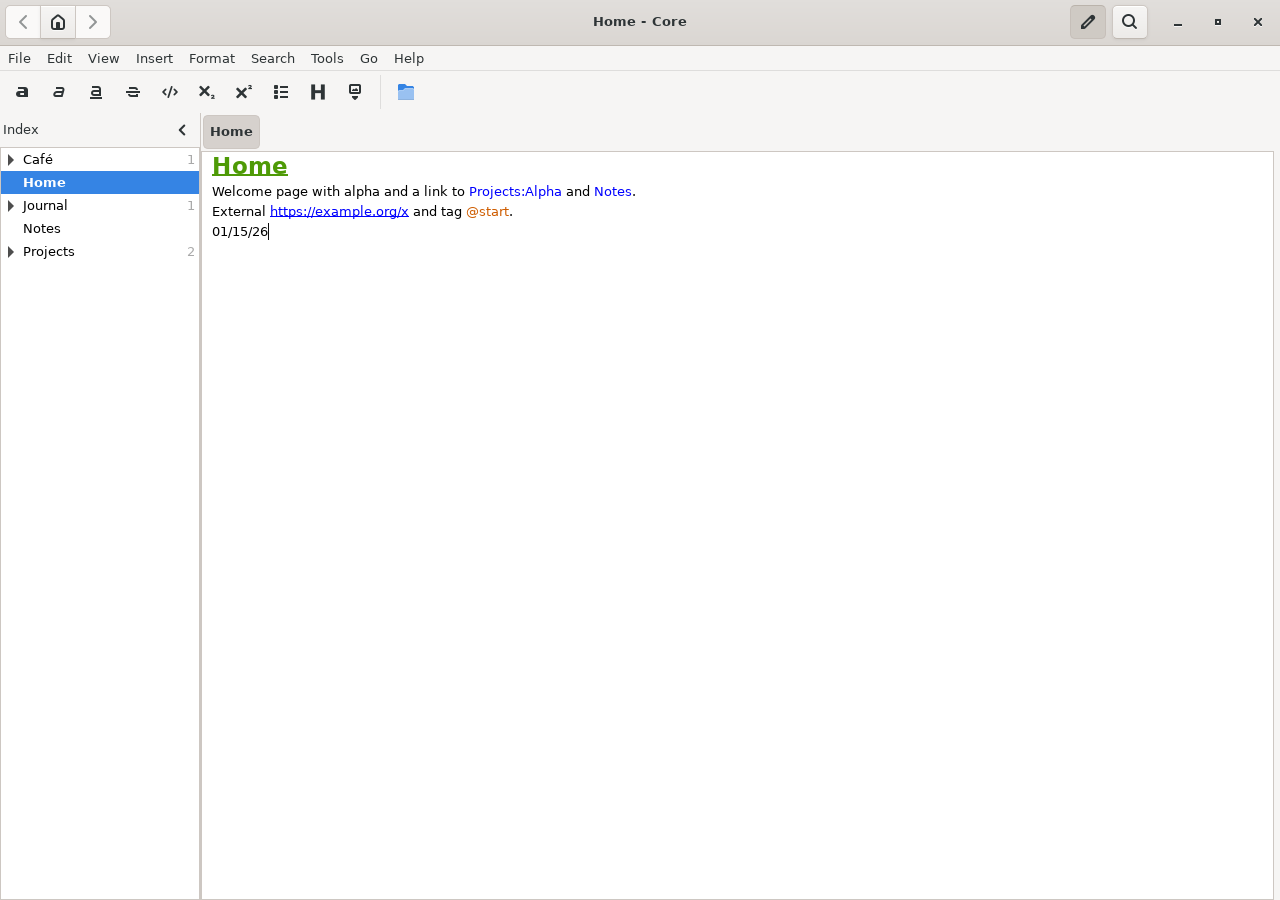 Home - Core
File Edit View Insert Format Search Tools Go Help
Index
Café 1
Home
Journal 1
Notes
Projects 2
Home
Home
Welcome page with alpha and a link to Projects:Alpha and Notes.
External https://example.org/x and tag @start.
01/15/26